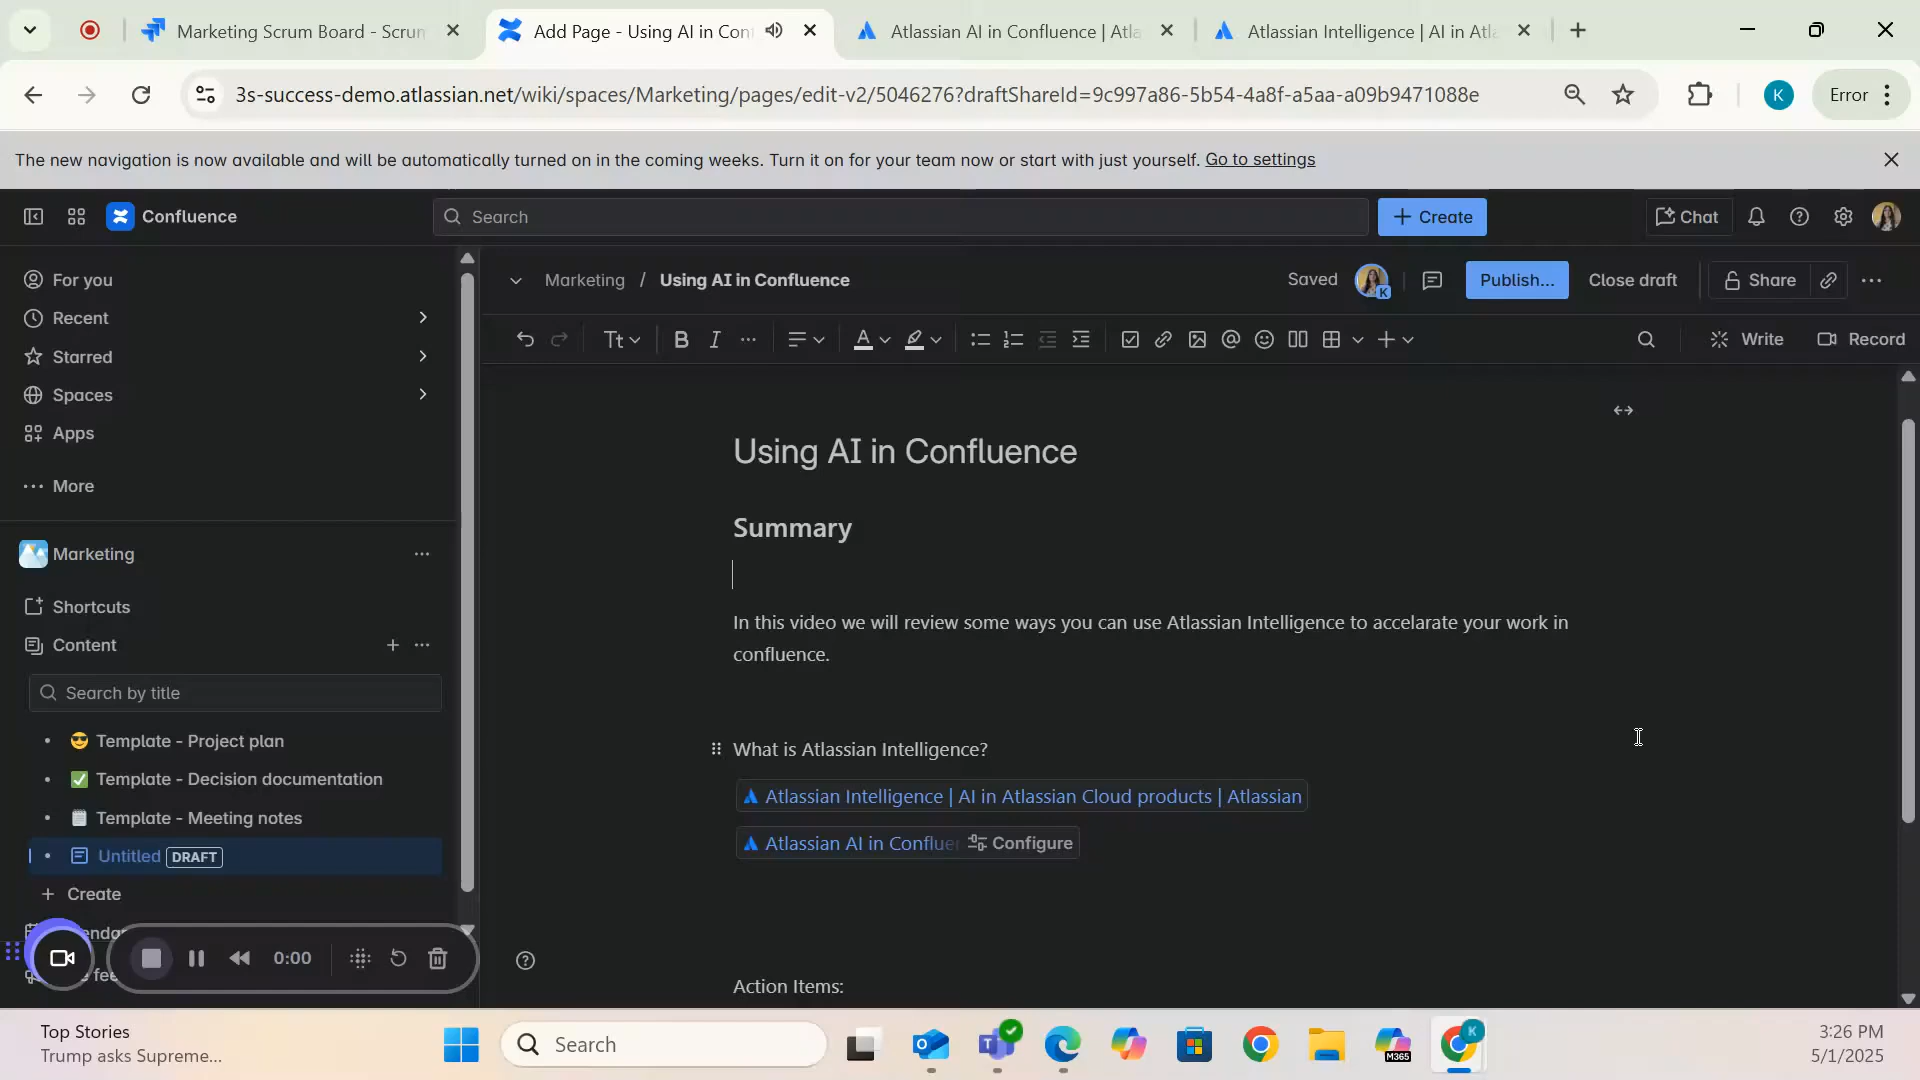 Marketing Scrum Board - Scrum
Add Page - Using AI in Con
Atlassian AI in Confluence | Atla
Atlassian Intelligence | AI in Atla
3s-success-demo.atlassian.net/wiki/spaces/Marketing/pages/edit-v2/5046276?draftShareId=9c997a86-5b54-4a8f-a5aa-a09b9471088e
K
Error
The new navigation is now available and will be automatically turned on in the coming weeks. Turn it on for your team now or start with just yourself. Go to settings
Confluence
Search
Create
Chat
For you
Recent
Starred
Spaces
Apps
More
Marketing
Shortcuts
Content
Search by title
Template - Project plan
Template - Decision documentation
Template - Meeting notes
Untitled DRAFT
Create
0:00
Marketing / Using AI in Confluence
Saved
K
Publish...
Close draft
Share
Tt
B I
A
Write
Record
Using AI in Confluence
Summary
In this video we will review some ways you can use Atlassian Intelligence to accelarate your work in
confluence.
What is Atlassian Intelligence?
Atlassian Intelligence | AI in Atlassian Cloud products | Atlassian
Atlassian AI in Confluen Configure
Action Items:
Top Stories
Trump asks Supreme...
Search
M365
K
3:26 PM
5/1/2025